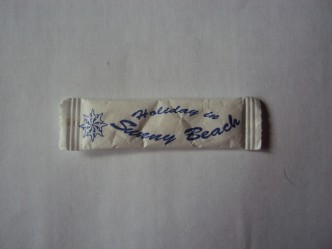 Holiday in
Sunny Beach